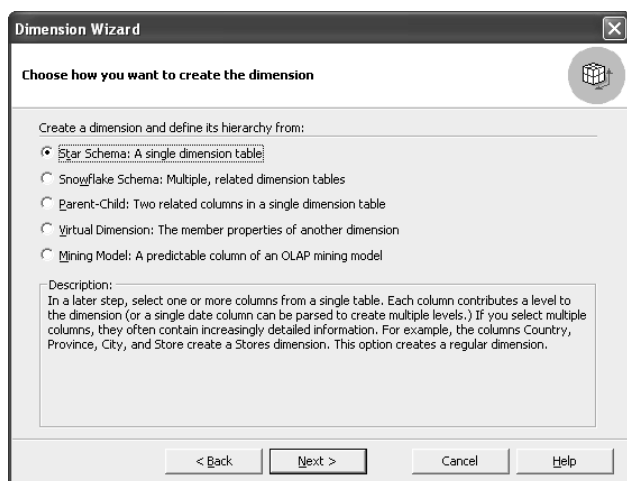 Dimension Wizard
Choose how you want to create the dimension
Create a dimension and define its hierarchy from:
Star Schema: A single dimension table
Snowflake Schema: Multiple, related dimension tables
Parent-Child: Two related columns in a single dimension table
Virtual Dimension: The member properties of another dimension
Mining Model: A predictable column of an OLAP mining model
Description:
In a later step, select one or more columns from a single table. Each column contributes a level to
the dimension (or a single date column can be parsed to create multiple levels.) If you select multiple
columns, they often contain increasingly detailed information. For example, the columns Country,
Province, City, and Store create a Stores dimension. This option creates a regular dimension.
< Back Next > Cancel Help